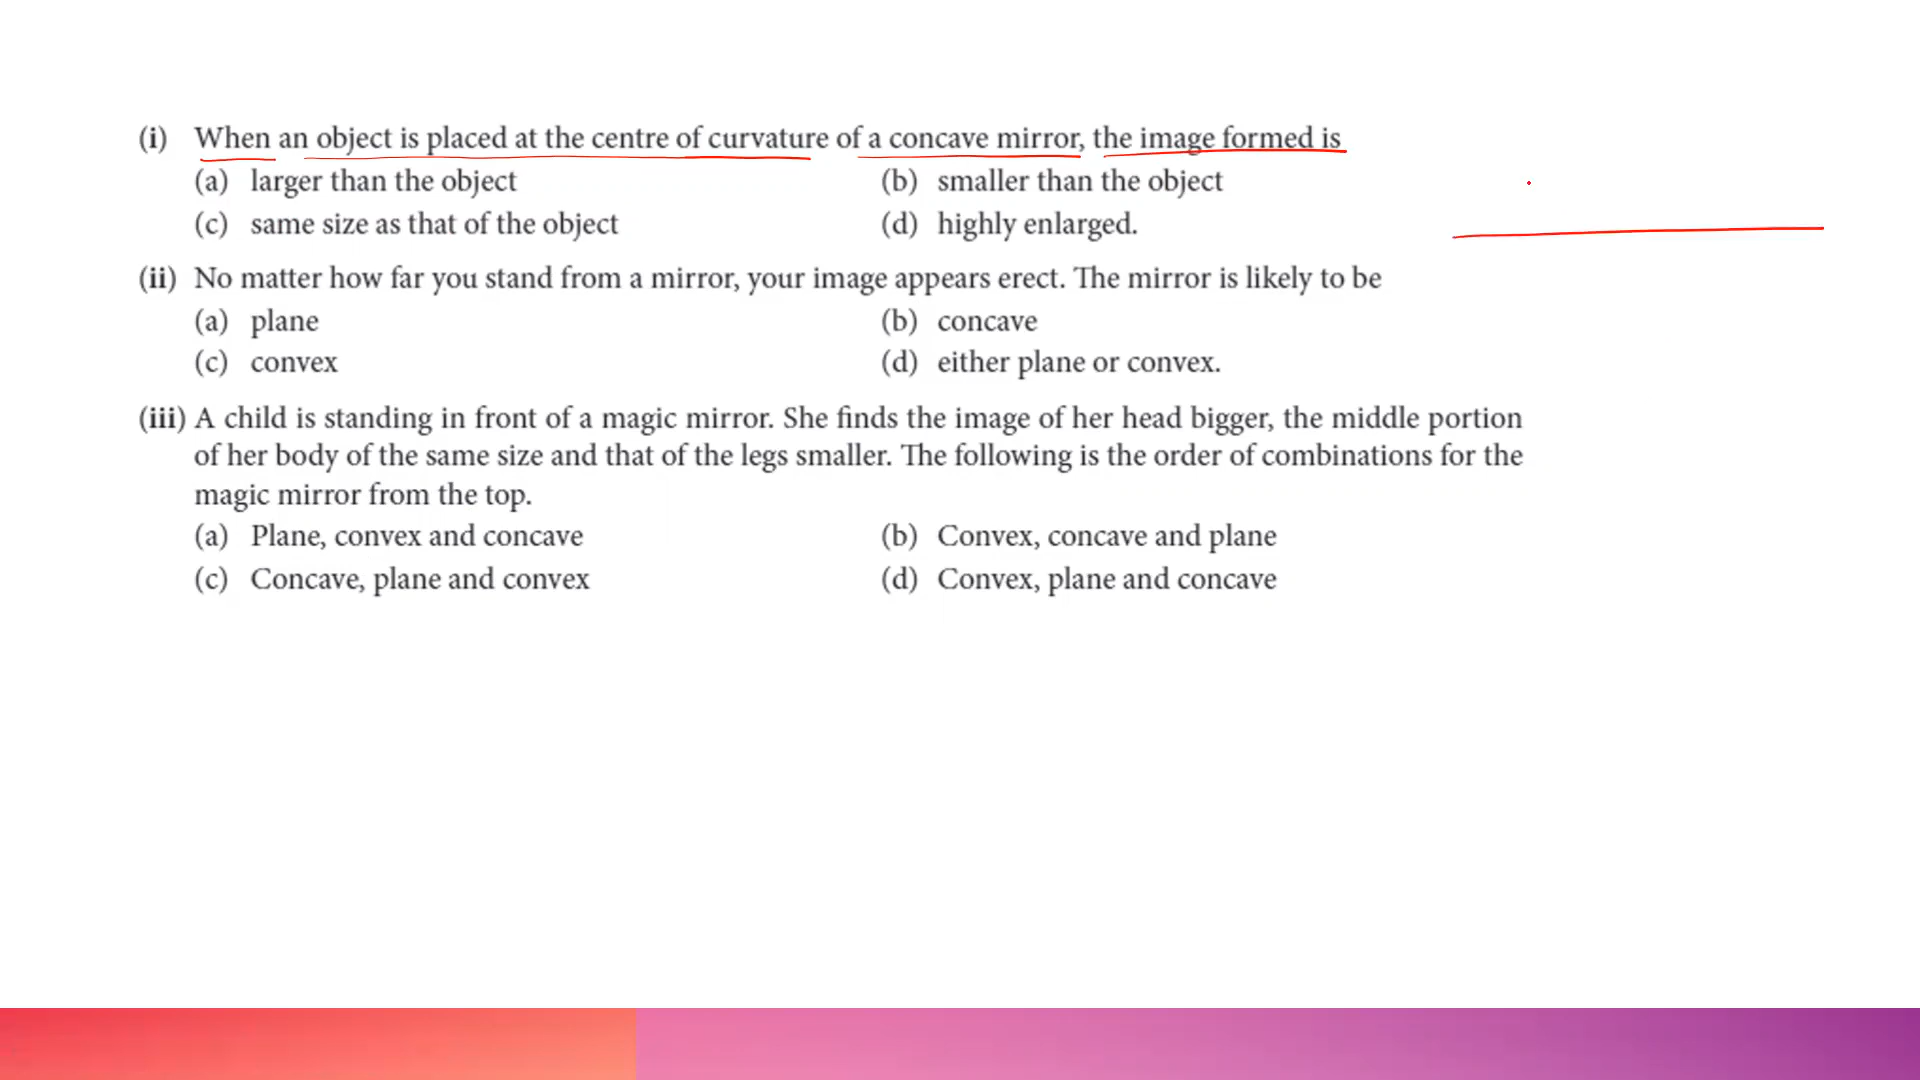 (i) When an object is placed at the centre of curvature of a concave mirror, the image formed is
(a) larger than the object (b) smaller than the object
(c) same size as that of the object (d) highly enlarged.
(ii) No matter how far you stand from a mirror, your image appears erect. The mirror is likely to be
(a) plane (b) concave
(c) convex (d) either plane or convex.
(iii) A child is standing in front of a magic mirror. She finds the image of her head bigger, the middle portion
of her body of the same size and that of the legs smaller. The following is the order of combinations for the
magic mirror from the top.
(a) Plane, convex and concave (b) Convex, concave and plane
(c) Concave, plane and convex (d) Convex, plane and concave